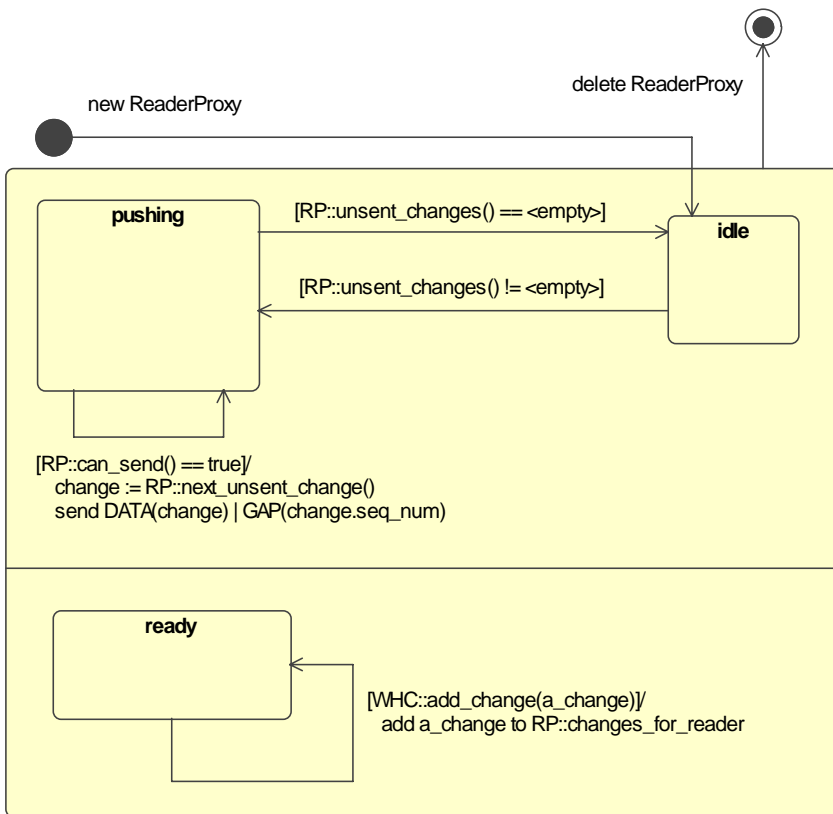 delete ReaderProxy
new ReaderProxy
pushing
[RP::unsent_changes() == <empty>]
idle
[RP::unsent_changes() != <empty>]
[RP::can_send() == true]/
change := RP::next_unsent_change()
send DATA(change) | GAP(change.seq_num)
ready
[WHC::add_change(a_change)]/
add a_change to RP::changes_for_reader